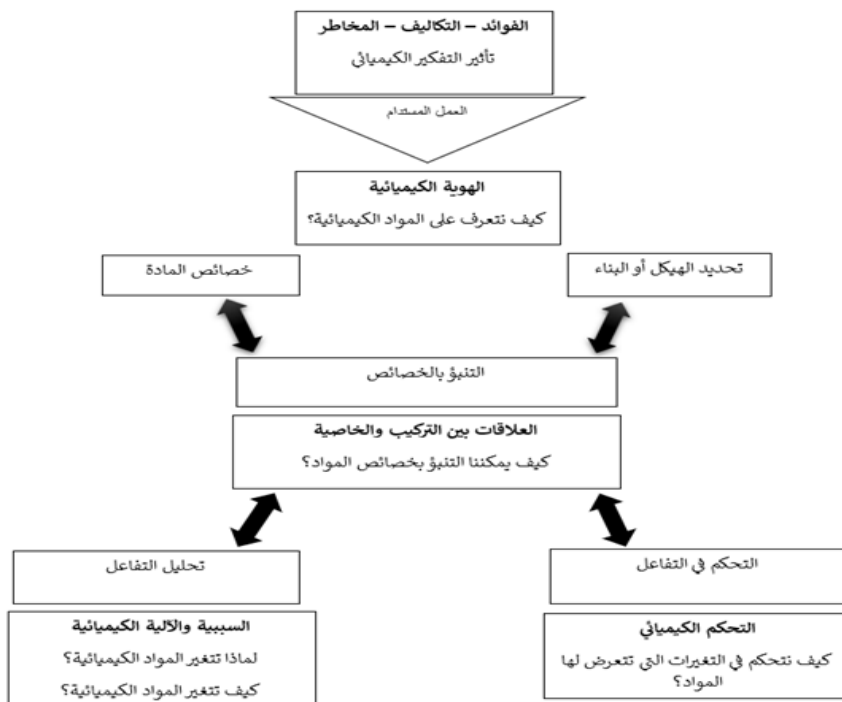 الفوائد – التكاليف – المخاطر
تأثير التفكير الكيميائي
العمل المستدام
الهوية الكيميائية
كيف نتعرف على المواد الكيميائية؟
تحديد الهيكل أو البناء
خصائص المادة
التنبؤ بالخصائص
العلاقات بين التركيب والخاصية
كيف يمكننا التنبؤ بخصائص المواد؟
التحكم في التفاعل
تحليل التفاعل
التحكم الكيميائي
كيف نتحكم في التغيرات التي تتعرض لها
المواد؟
السببية والآلية الكيميائية
لماذا تتغير المواد الكيميائية؟
كيف تتغير المواد الكيميائية؟